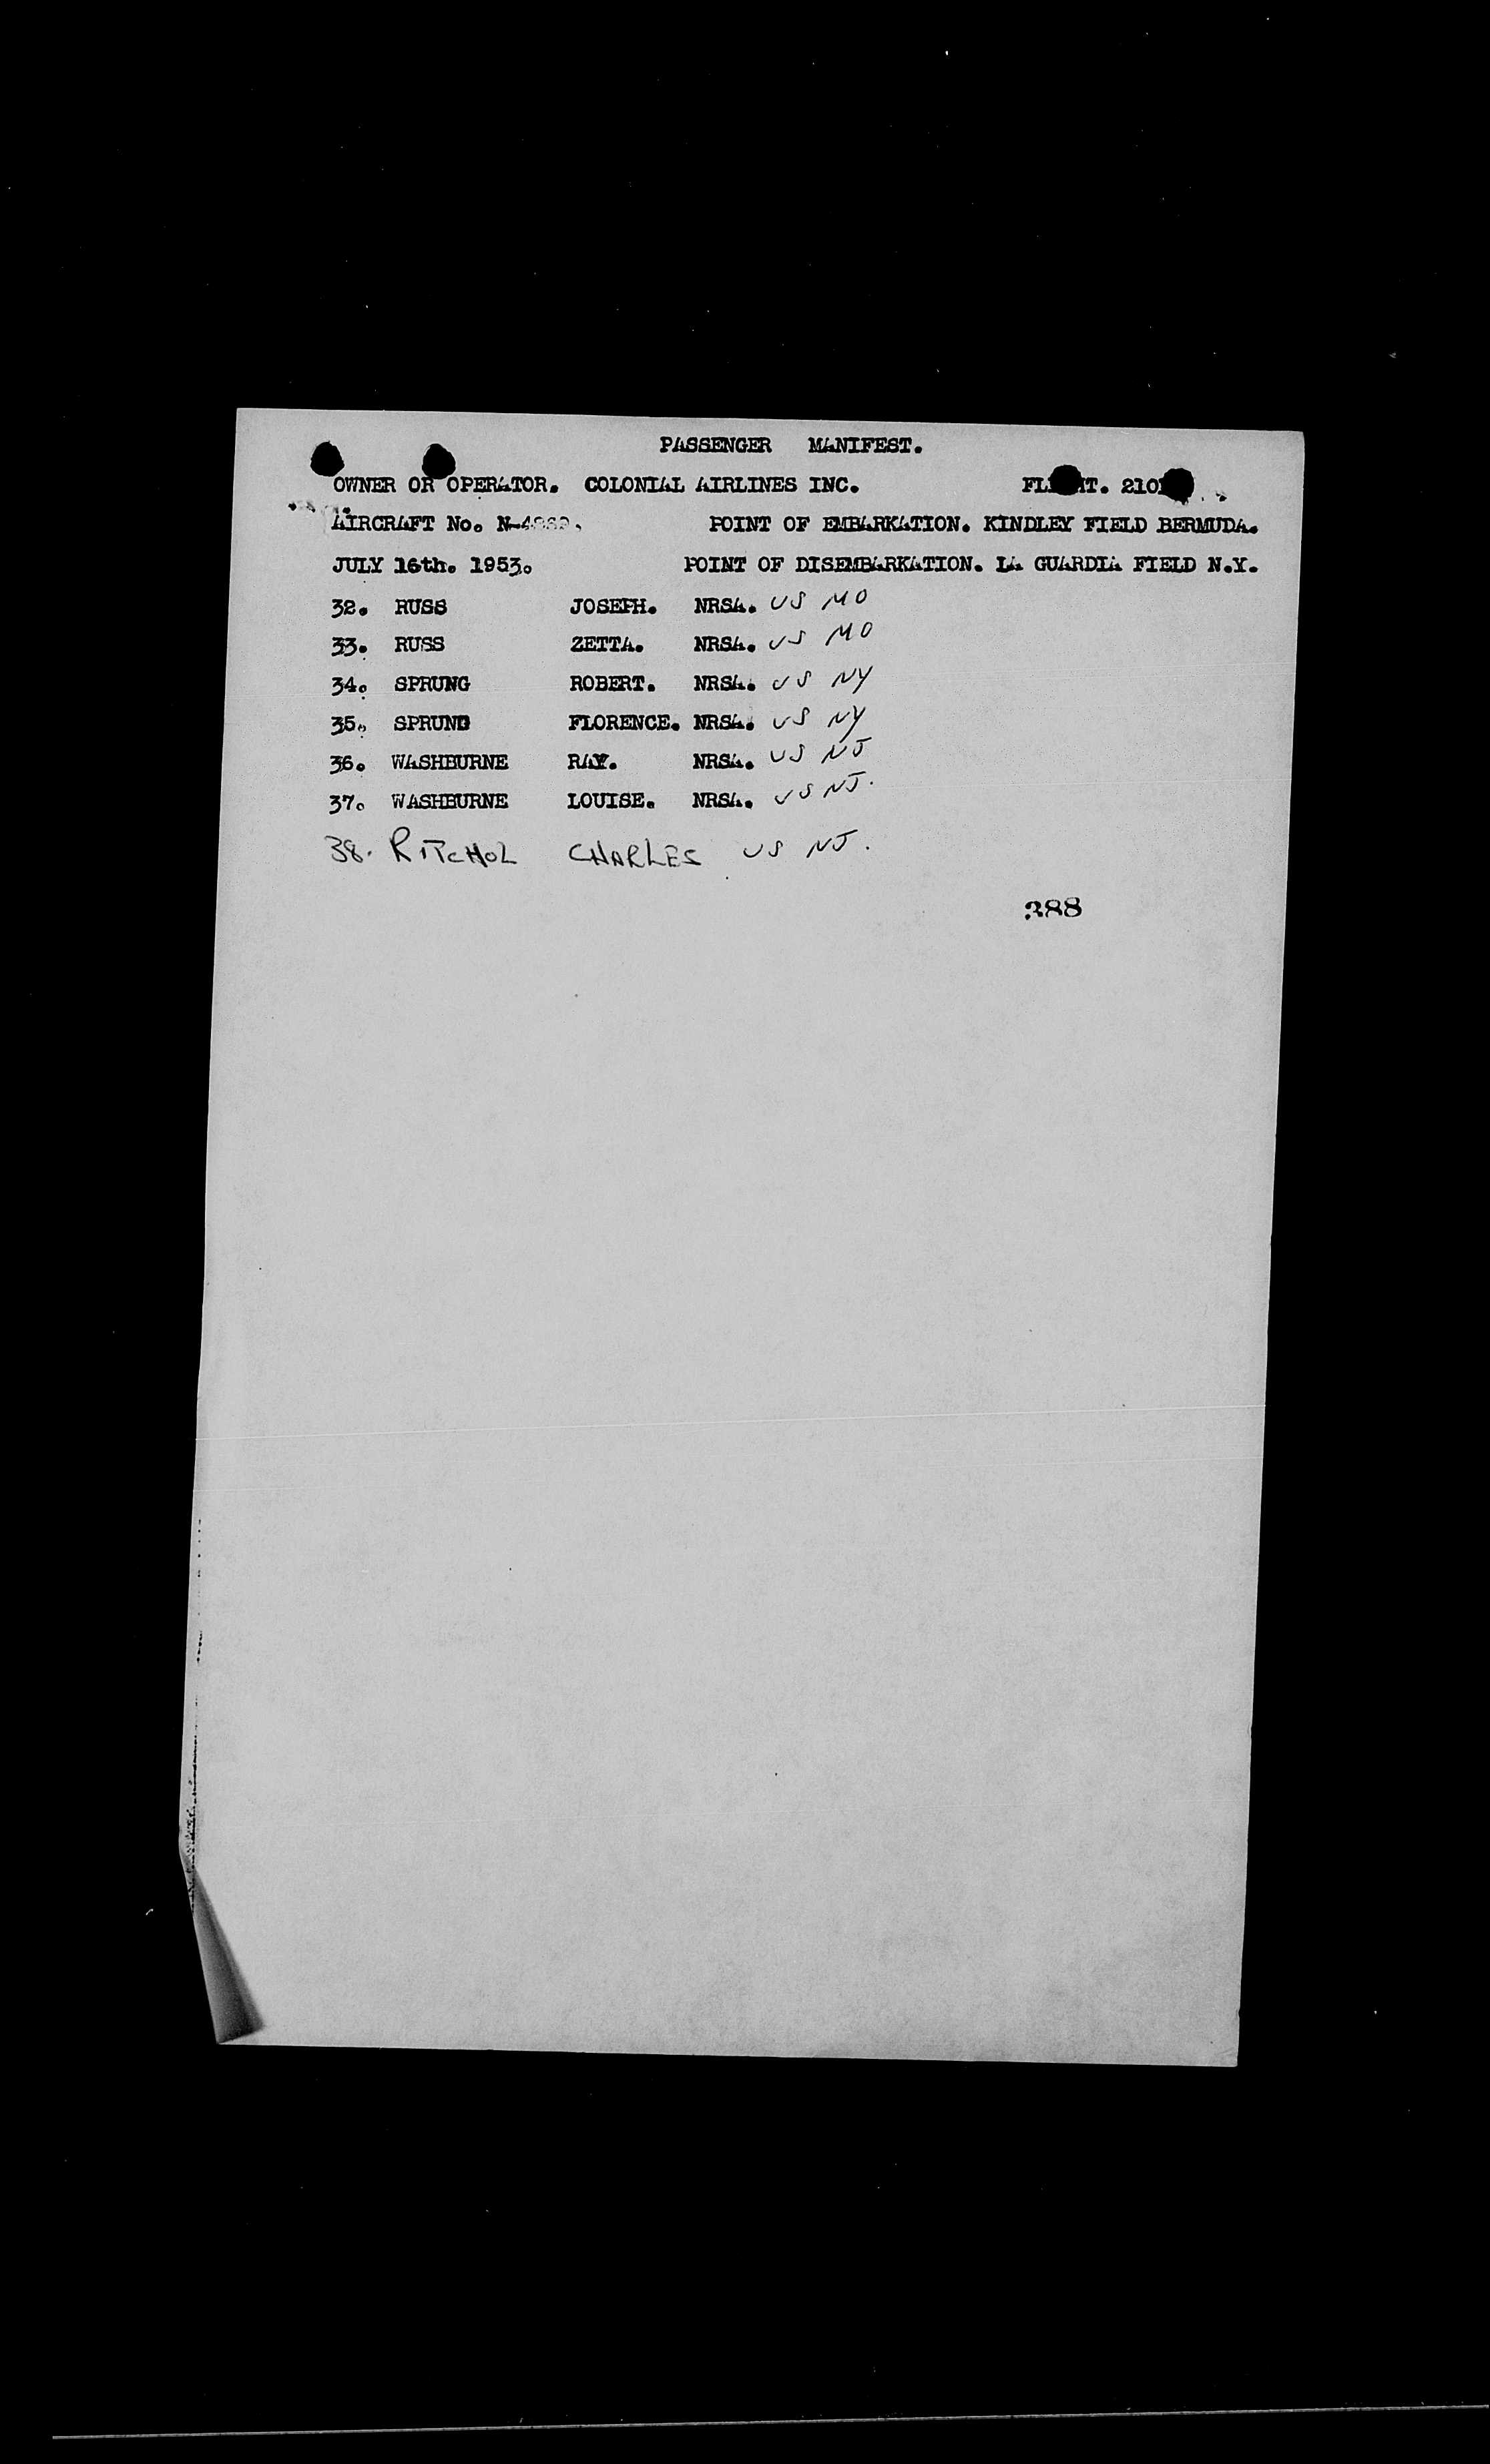 PASSENGER MANIFEST.
OWNER OR OPERATOR. COLONIAL AIRLINES INC.
AIRCRAFT No. POINT OF EMBARKATION. KINDLEY FIELD BERMUDA.
JULY 16th. 1953. POINT OF DISEMBARKATION. LA GUARDIA FIELD N.Y.
32. RUSS JOSEPH. NRSA. US MO
33. RUSS ZETTA. NRSA. US MO
34. SPRUNG ROBERT. NRSA. US NY
35. SPRUNG FLORENCE. NRSA. US NY
36. WASHBURNE RAY. NRSA. US NJ
37. WASHBURNE LOUISE. NRSA. US NJ.
38. RITCHOL CHARLES US NJ.
388